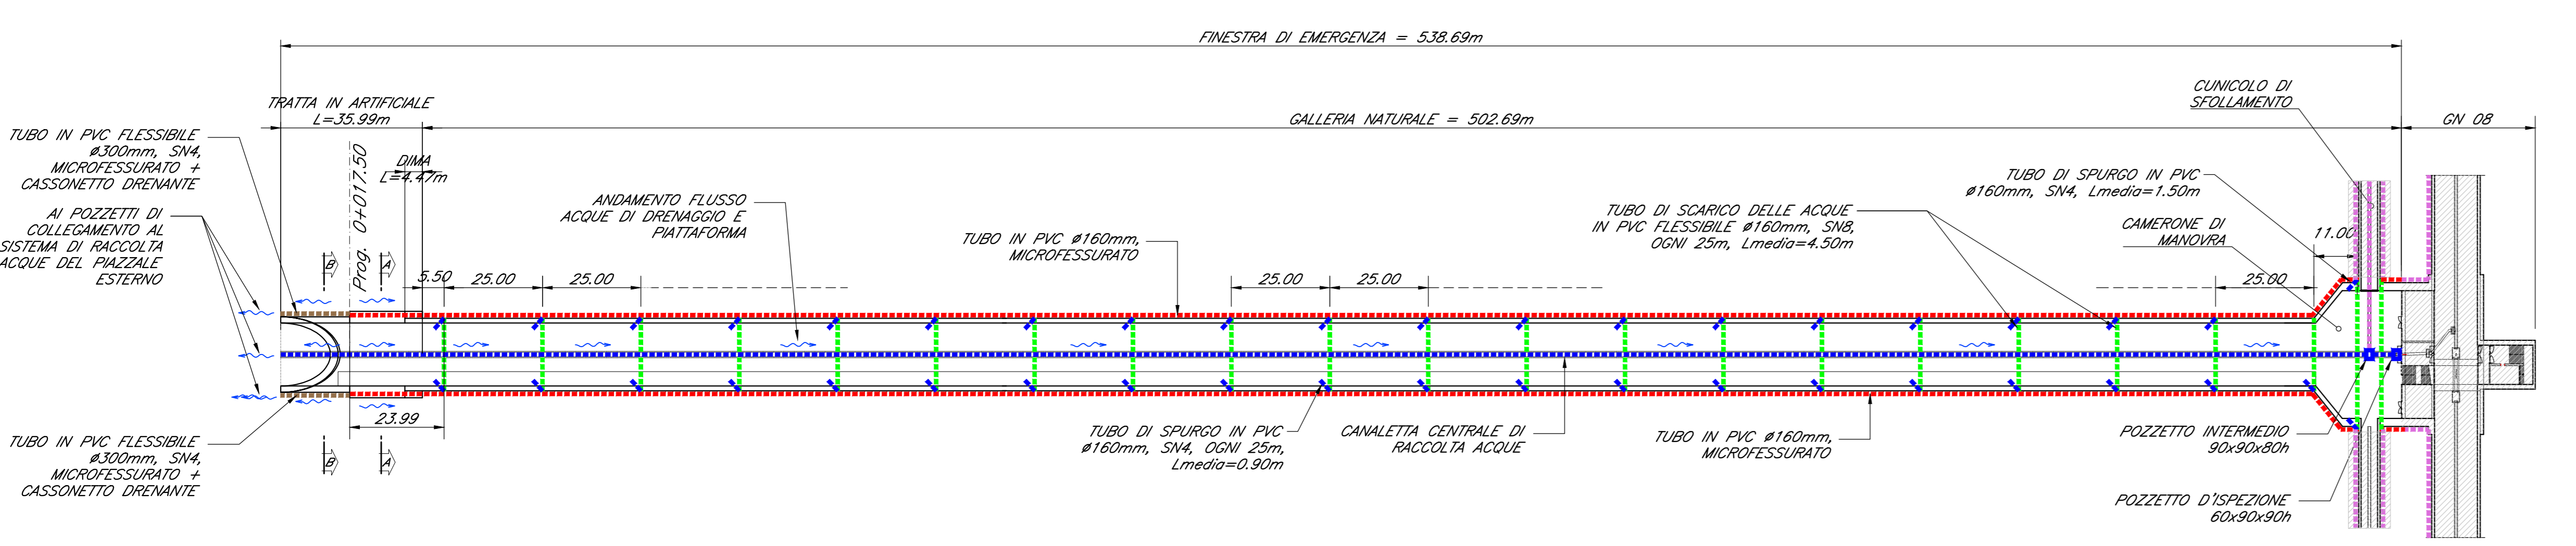 FINESTRA DI EMERGENZA = 538.69m
TRATTA IN ARTIFICIALE
L=35.99m
GALLERIA NATURALE = 502.69m
CUNICOLO DI
SFOLLAMENTO
GN 08
TUBO IN PVC FLESSIBILE
ø300mm, SN4,
MICROFESSURATO +
CASSONETTO DRENANTE
Prog. 0+017.50
DIMA
L=4.47m
AI POZZETTI DI
COLLEGAMENTO AL
SISTEMA DI RACCOLTA
ACQUE DEL PIAZZALE
ESTERNO
ANDAMENTO FLUSSO
ACQUE DI DRENAGGIO E
PIATTAFORMA
TUBO IN PVC ø160mm,
MICROFESSURATO
TUBO DI SCARICO DELLE ACQUE
IN PVC FLESSIBILE ø160mm, SN8,
OGNI 25m, Lmedia=4.50m
TUBO DI SPURGO IN PVC
ø160mm, SN4, Lmedia=1.50m
CAMERONE DI
MANOVRA
11.00
B
A
5.50
25.00
25.00
25.00
25.00
25.00
23.99
B
A
TUBO IN PVC FLESSIBILE
ø300mm, SN4,
MICROFESSURATO +
CASSONETTO DRENANTE
TUBO DI SPURGO IN PVC
ø160mm, SN4, OGNI 25m,
Lmedia=0.90m
CANALETTA CENTRALE DI
RACCOLTA ACQUE
TUBO IN PVC ø160mm,
MICROFESSURATO
POZZETTO INTERMEDIO
90x90x80h
POZZETTO D'ISPEZIONE
60x90x90h